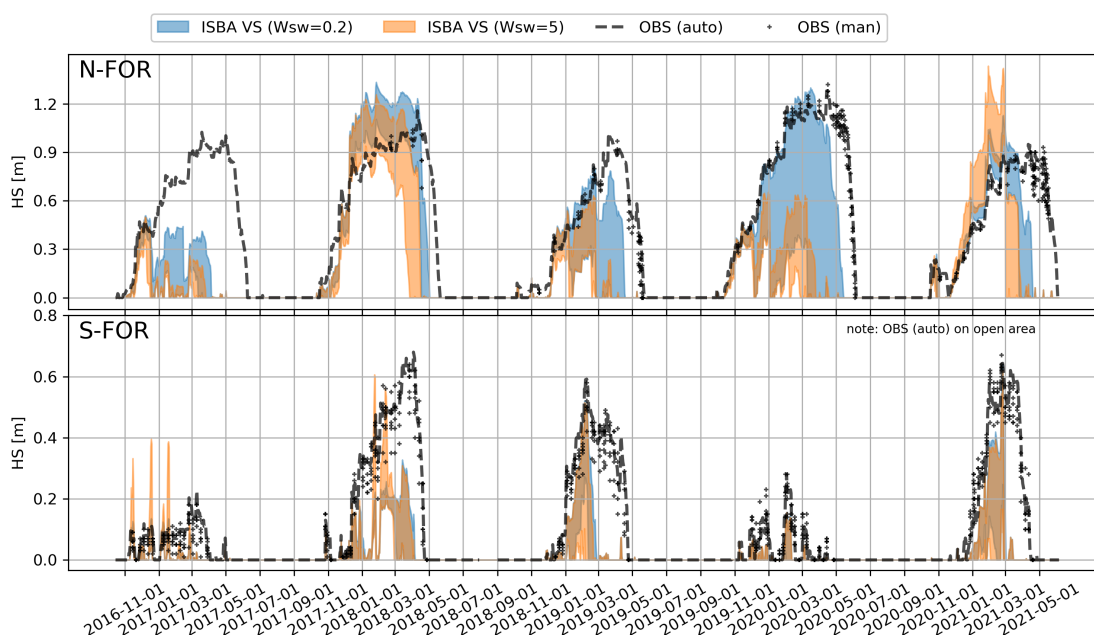 ISBA VS (Wsw=0.2) ISBA VS (Wsw=5) OBS (auto) OBS (man)
N-FOR
1.2
0.9
HS [m]
0.6
0.3
0.0
0.8
S-FOR
note: OBS (auto) on open area
0.6
HS [m]
0.4
0.2
0.0
2016-11-01 2017-01-01 2017-03-01 2017-05-01 2017-07-01 2017-09-01 2017-11-01 2018-01-01 2018-03-01 2018-05-01 2018-07-01 2018-09-01 2018-11-01 2019-01-01 2019-03-01 2019-05-01 2019-07-01 2019-09-01 2019-11-01 2020-01-01 2020-03-01 2020-05-01 2020-07-01 2020-09-01 2020-11-01 2021-01-01 2021-03-01 2021-05-01